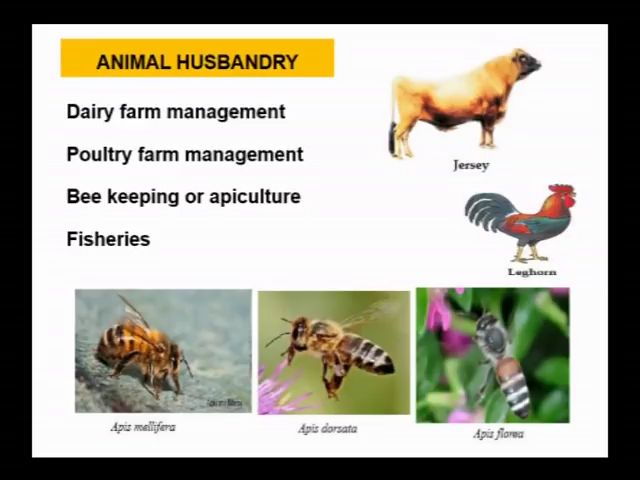 ANIMAL HUSBANDRY
Dairy farm management
Poultry farm management
Bee keeping or apiculture
Fisheries
Jersey
Leghorn
Apis mellifera
Apis dorsata
Apis florea